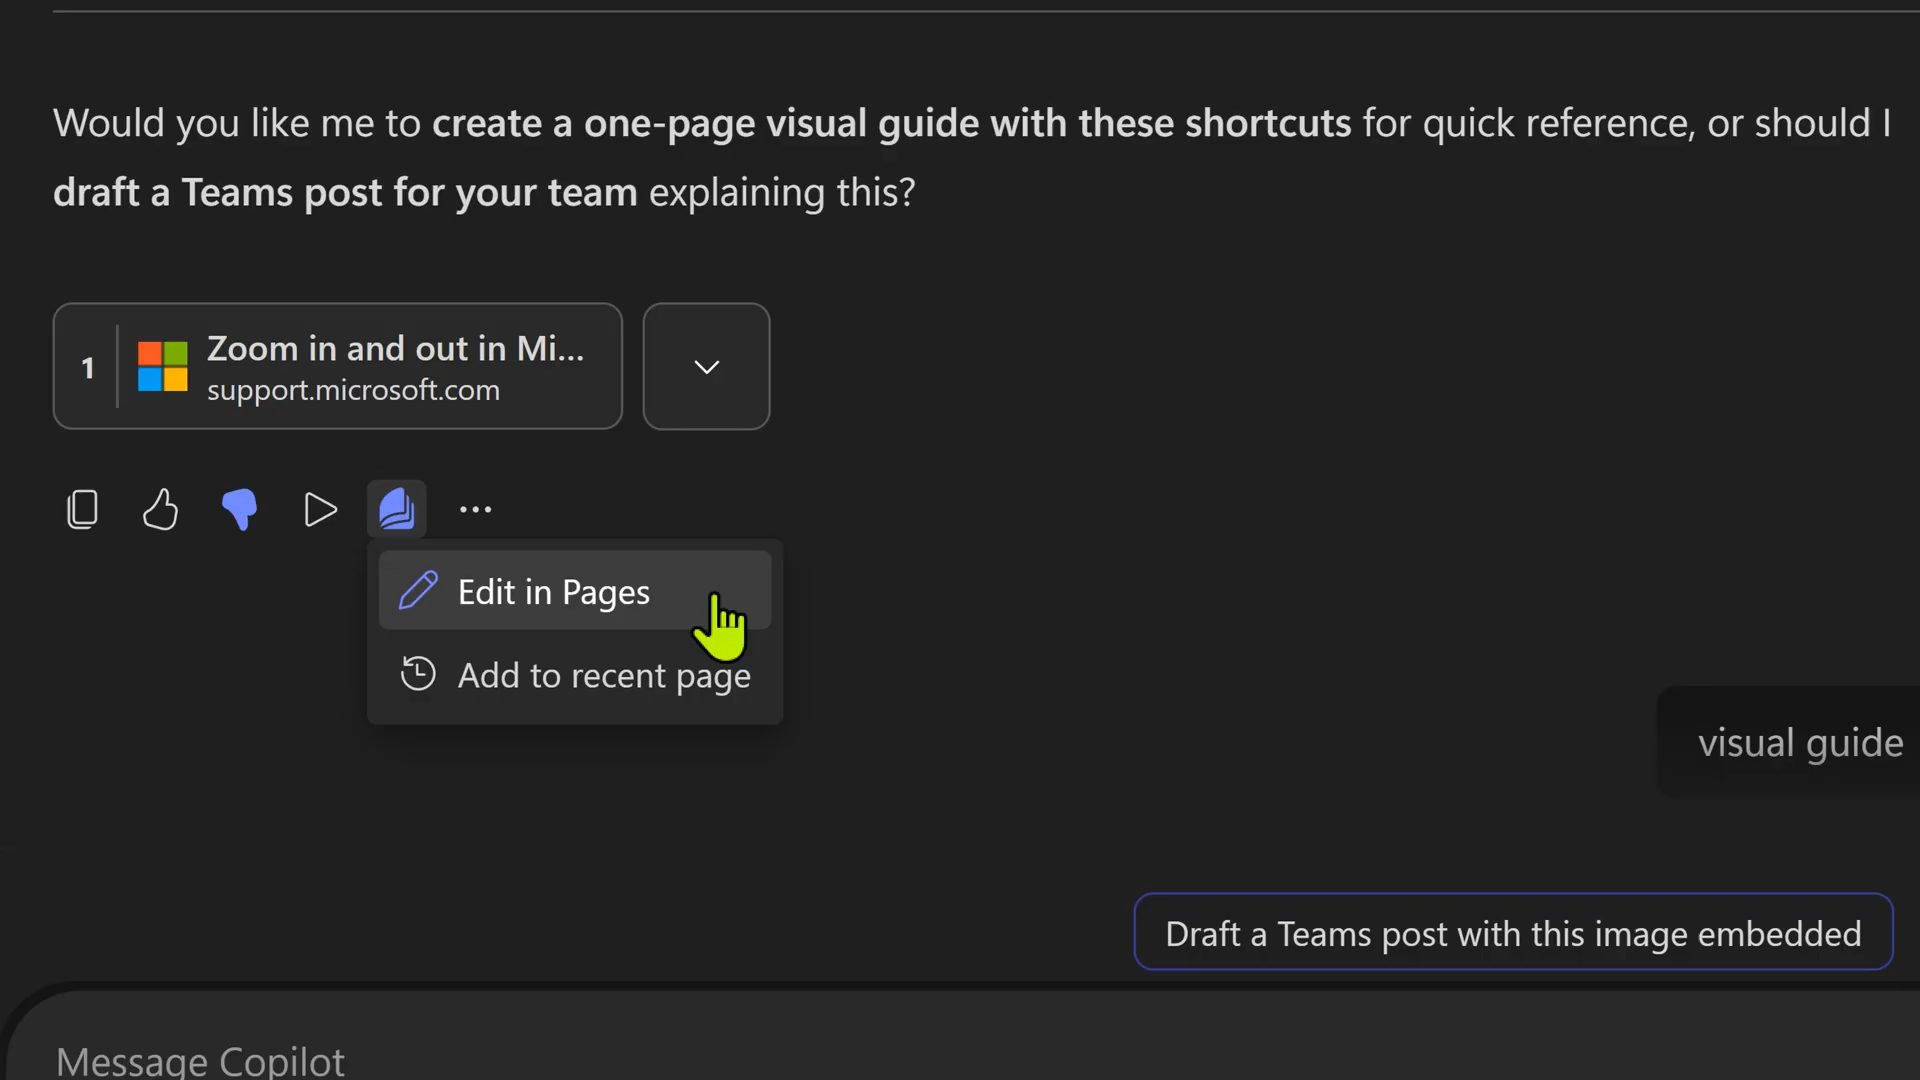 Would you like me to create a one-page visual guide with these shortcuts for quick reference, or should I
draft a Teams post for your team explaining this?
1
Zoom in and out in Mi...
support.microsoft.com
Edit in Pages
Add to recent page
visual guide
Draft a Teams post with this image embedded
Message Copilot